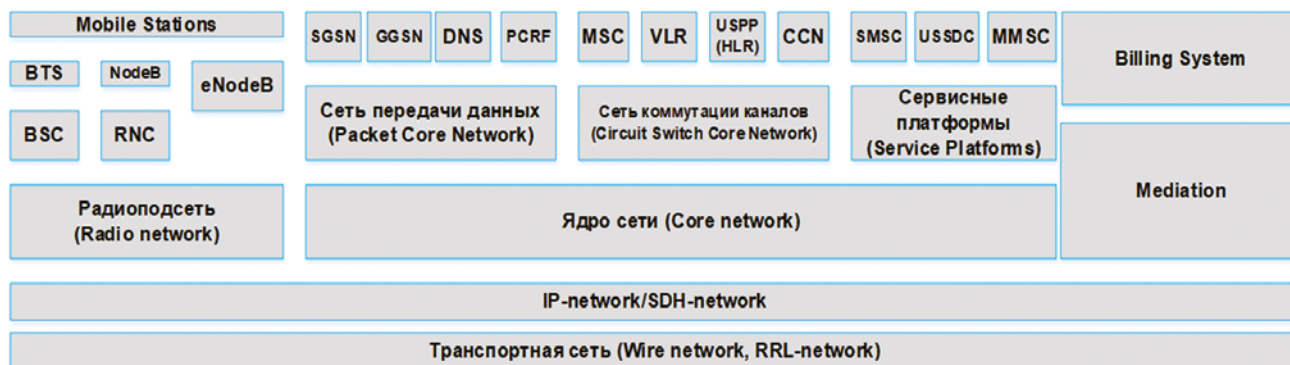 Mobile Stations
BTS
NodeB
eNodeB
BSC
RNC
Радиоподсеть
(Radio network)
SGSN
GGSN
DNS
PCRF
Сеть передачи данных
(Packet Core Network)
MSC
VLR
USPP
(HLR)
CCN
Сеть коммутации каналов
(Circuit Switch Core Network)
SMSC
USSDC
MMSC
Сервисные
платформы
(Service Platforms)
Ядро сети (Core network)
Billing System
Mediation
IP-network/SDH-network
Транспортная сеть (Wire network, RRL-network)